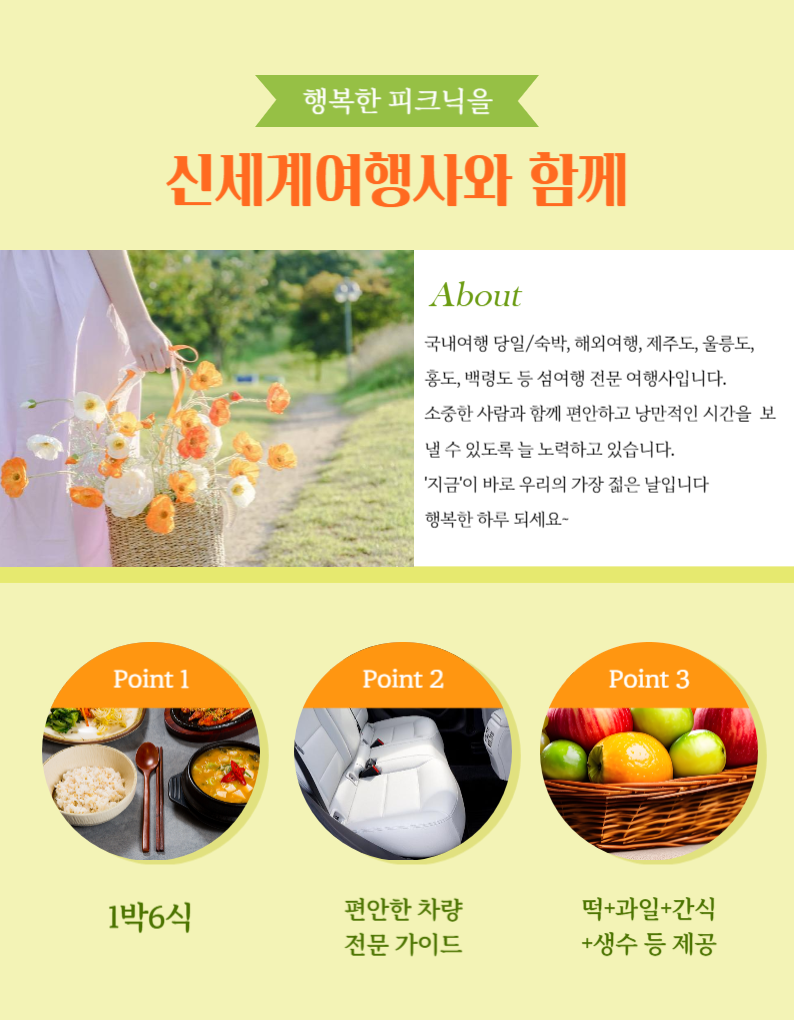 행복한 피크닉을
신세계여행사와 함께
About
국내여행 당일/숙박, 해외여행, 제주도, 울릉도,
홍도, 백령도 등 섬여행 전문 여행사입니다.
소중한 사람과 함께 편안하고 낭만적인 시간을 보
낼 수 있도록 늘 노력하고 있습니다.
'지금'이 바로 우리의 가장 젊은 날입니다
행복한 하루 되세요~
Point 1
Point 2
Point 3
1박6식
편안한 차량
전문 가이드
떡+과일+간식
+생수 등 제공